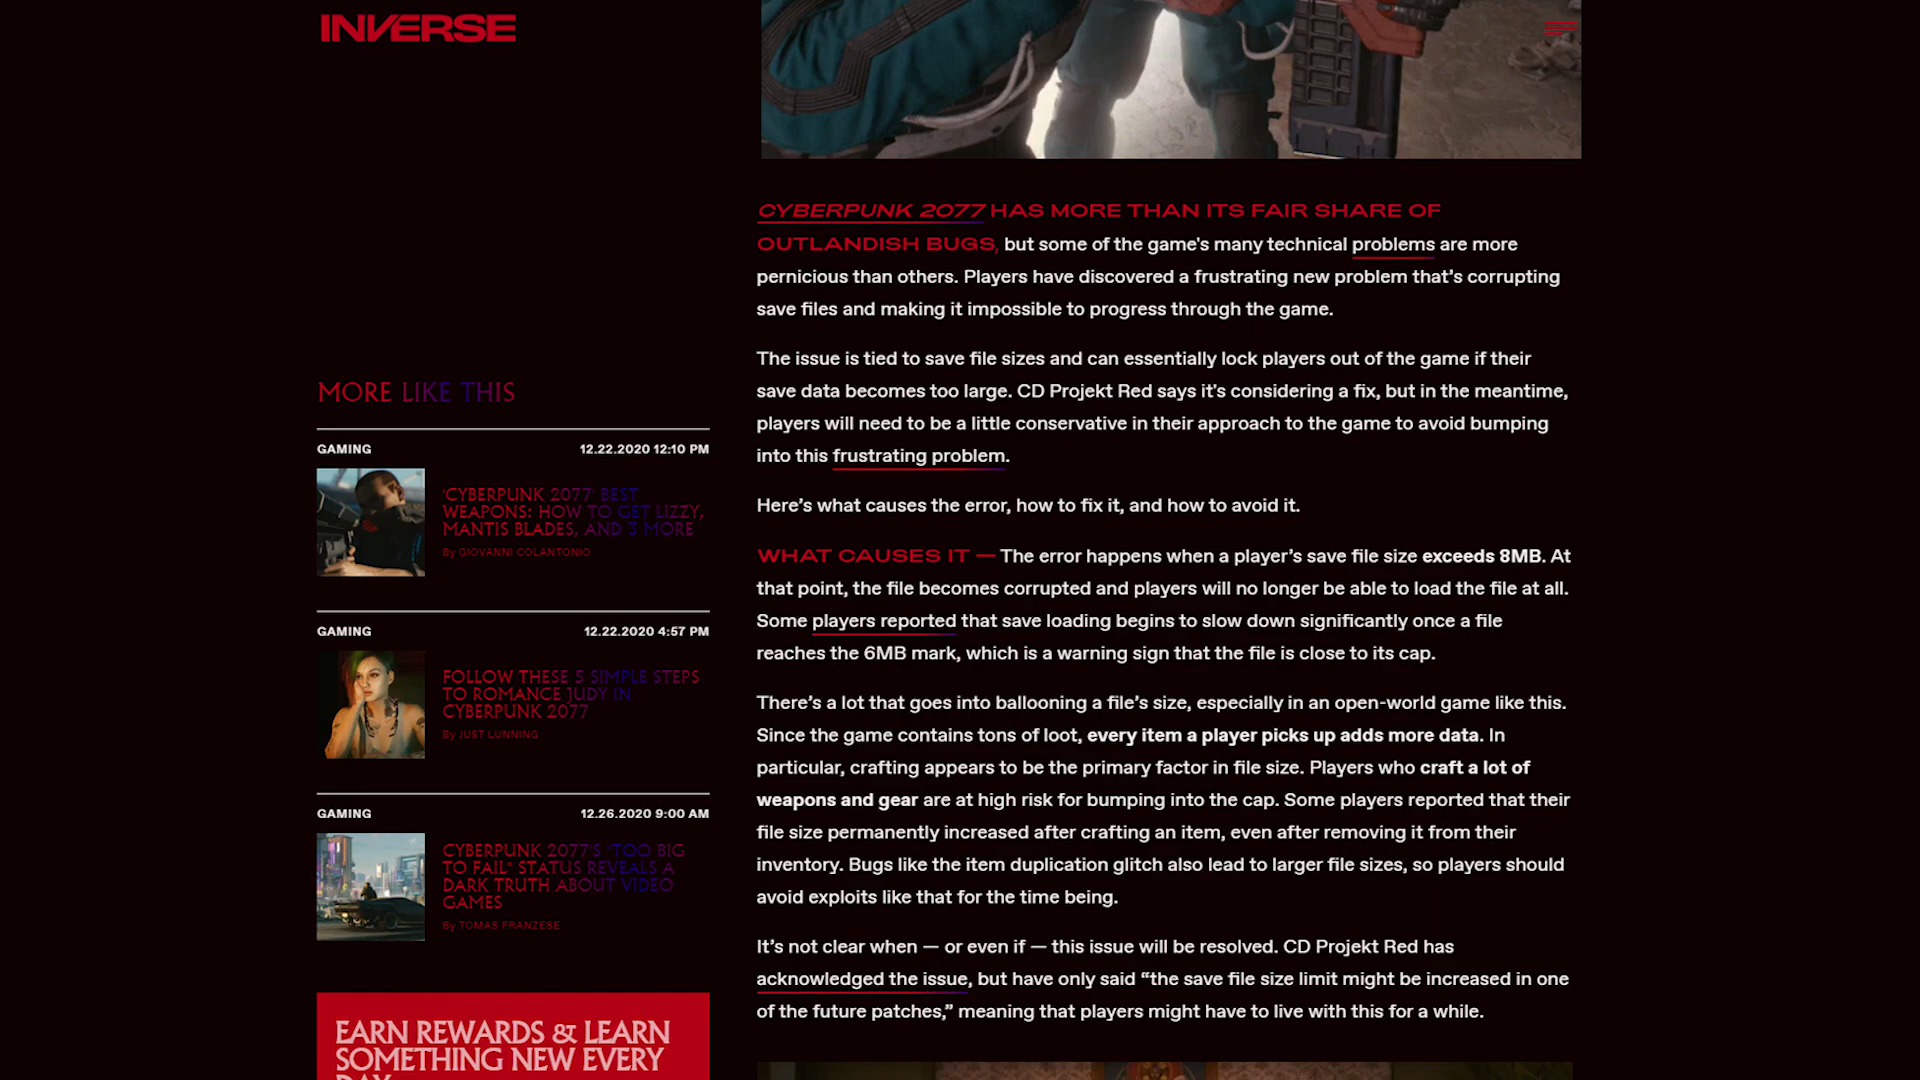 INVERSE
MORE LIKE THIS
GAMING 12.22.2020 12:10 PM
'CYBERPUNK 2077' BEST
WEAPONS: HOW TO GET LIZZY,
MANTIS BLADES, AND 3 MORE
By GIOVANNI COLANTONIO
GAMING 12.22.2020 4:57 PM
FOLLOW THESE 5 SIMPLE STEPS
TO ROMANCE JUDY IN
CYBERPUNK 2077
By JUST LUNNING
GAMING 12.26.2020 9:00 AM
CYBERPUNK 2077'S "TOO BIG
TO FAIL" STATUS REVEALS A
DARK TRUTH ABOUT VIDEO
GAMES
By TOMAS FRANZESE
EARN REWARDS & LEARN
SOMETHING NEW EVERY
DAY
CYBERPUNK 2077 HAS MORE THAN ITS FAIR SHARE OF
OUTLANDISH BUGS, but some of the game's many technical problems are more
pernicious than others. Players have discovered a frustrating new problem that's corrupting
save files and making it impossible to progress through the game.
The issue is tied to save file sizes and can essentially lock players out of the game if their
save data becomes too large. CD Projekt Red says it's considering a fix, but in the meantime,
players will need to be a little conservative in their approach to the game to avoid bumping
into this frustrating problem.
Here's what causes the error, how to fix it, and how to avoid it.
WHAT CAUSES IT — The error happens when a player's save file size exceeds 8MB. At
that point, the file becomes corrupted and players will no longer be able to load the file at all.
Some players reported that save loading begins to slow down significantly once a file
reaches the 6MB mark, which is a warning sign that the file is close to its cap.
There's a lot that goes into ballooning a file's size, especially in an open-world game like this.
Since the game contains tons of loot, every item a player picks up adds more data. In
particular, crafting appears to be the primary factor in file size. Players who craft a lot of
weapons and gear are at high risk for bumping into the cap. Some players reported that their
file size permanently increased after crafting an item, even after removing it from their
inventory. Bugs like the item duplication glitch also lead to larger file sizes, so players should
avoid exploits like that for the time being.
It's not clear when — or even if — this issue will be resolved. CD Projekt Red has
acknowledged the issue, but have only said “the save file size limit might be increased in one
of the future patches,” meaning that players might have to live with this for a while.